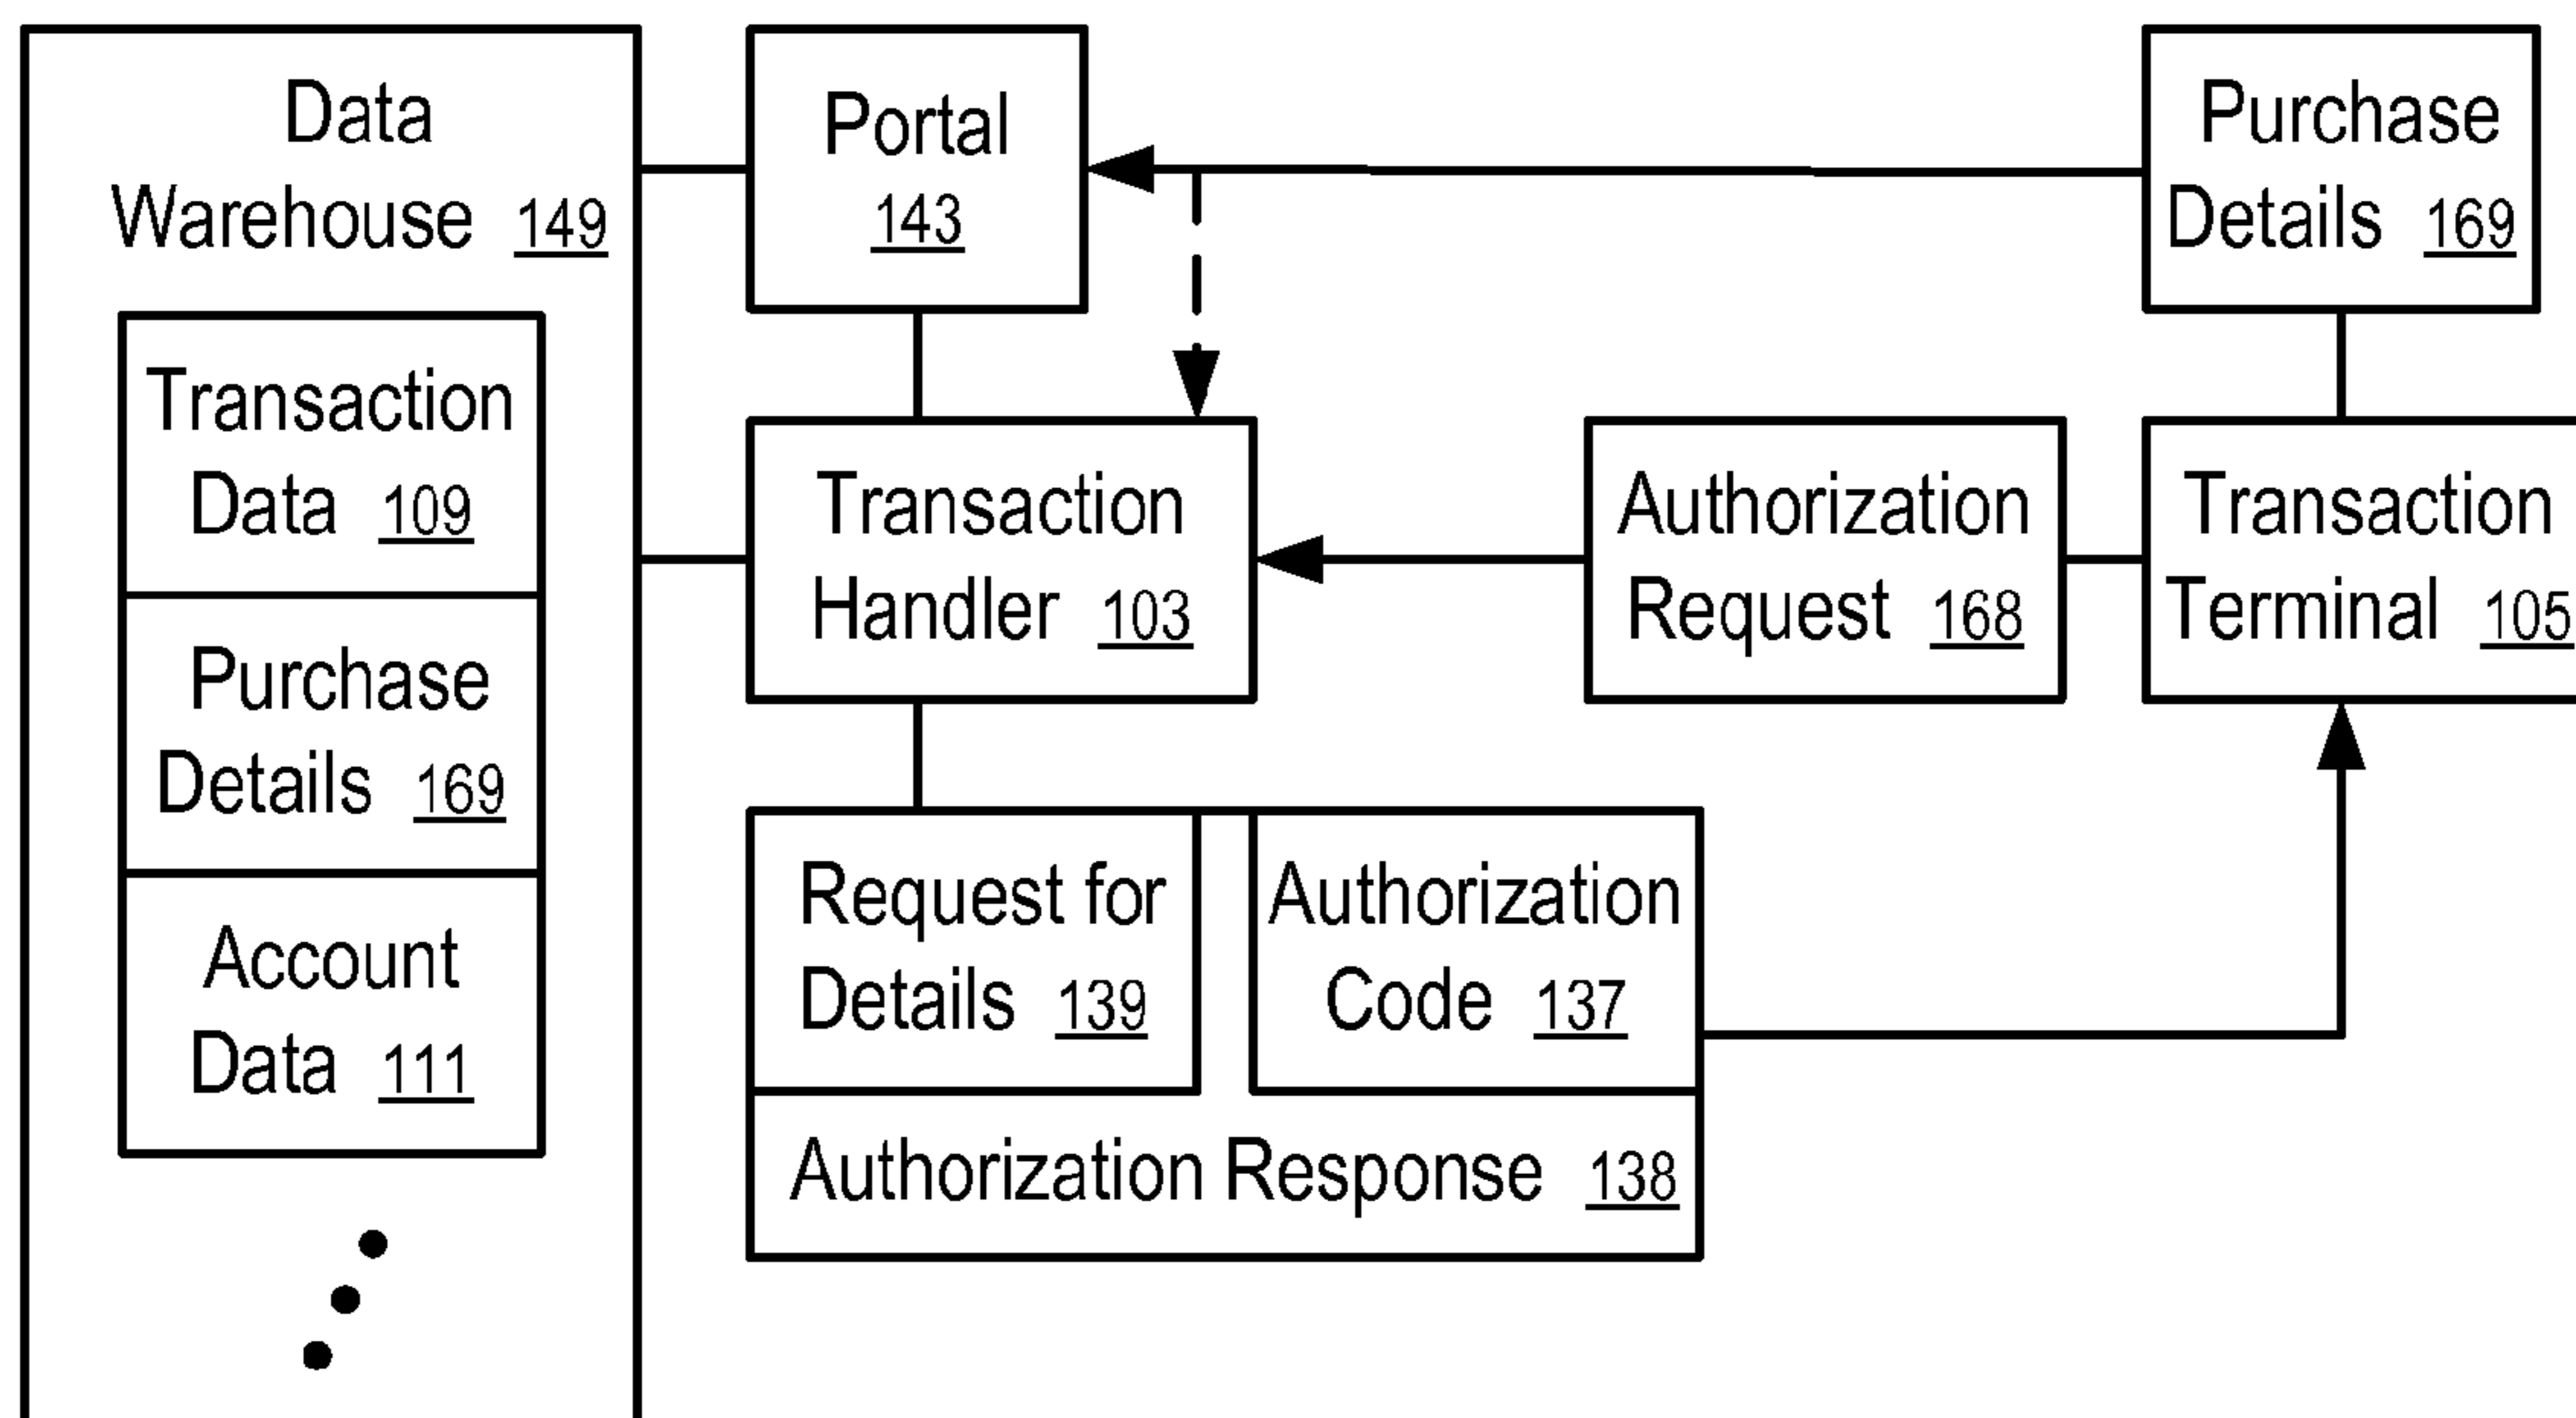 Data
Warehouse 149
Transaction
Data 109
Purchase
Details 169
Account
Data 111
Portal
143
Purchase
Details 169
Transaction
Handler 103
Authorization
Request 168
Transaction
Terminal 105
Request for
Details 139
Authorization
Code 137
Authorization Response 138